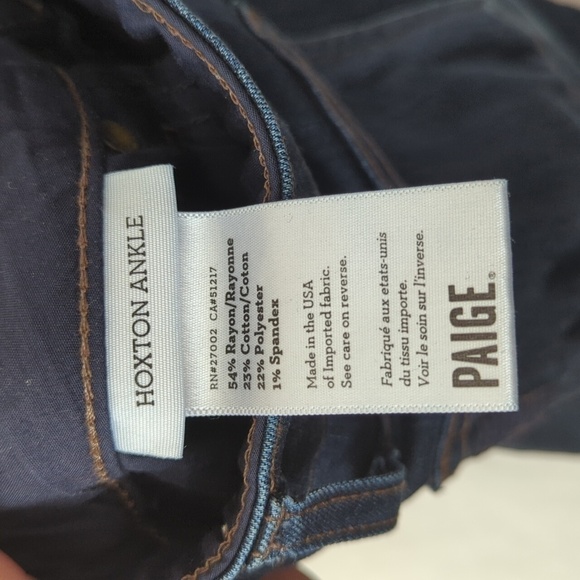 HOXTON ANKLE
RN#27002 CA#51217
54% Rayon/Rayonne
23% Cotton/Coton
22% Polyester
1% Spandex
Made in the USA
of Imported fabric.
See care on reverse.
Fabriqué aux etats-unis
du tissu importe.
Voir le soin sur l'inverse.
PAIGE®